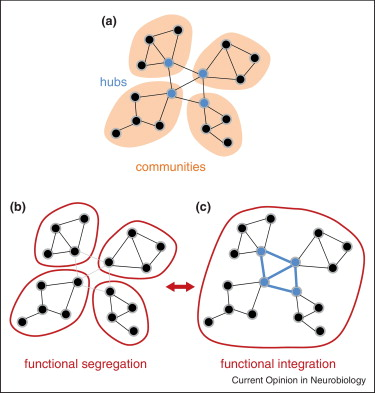 (a)
hubs
communities
(b)
(c)
functional segregation
functional integration
Current Opinion in Neurobiology